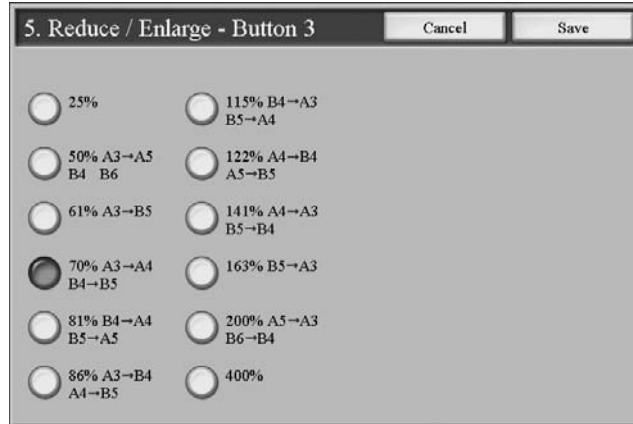 5. Reduce / Enlarge - Button 3
Cancel
Save
25%
50% A3→A5
B4 B6
61% A3→B5
70% A3→A4
B4→B5
81% B4→A4
B5→A5
86% A3→B4
A4→B5
115% B4→A3
B5→A4
122% A4→B4
A5→B5
141% A4→A3
B5→B4
163% B5→A3
200% A5→A3
B6→B4
400%